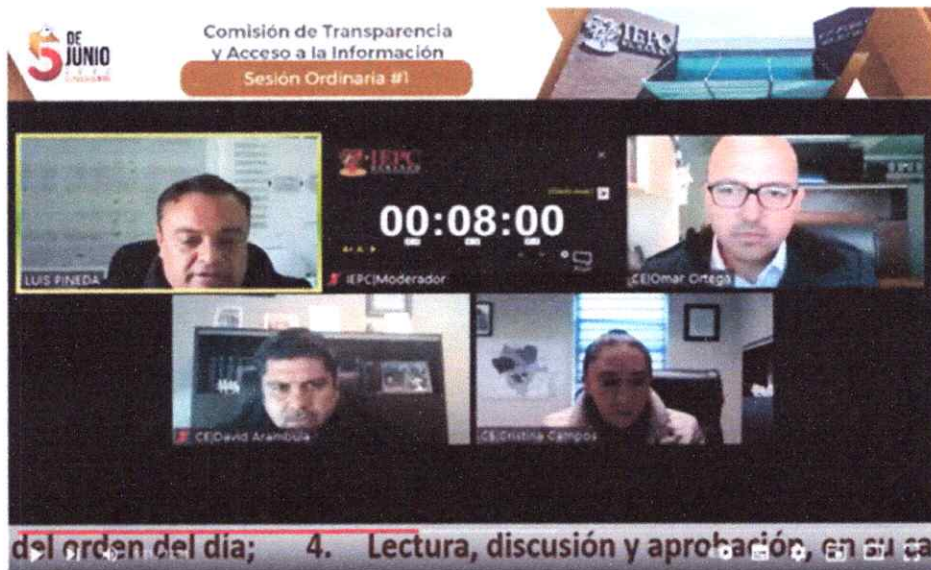 5 DE
JUNIO
Comisión de Transparencia
y Acceso a la Información
Sesión Ordinaria #1
IEPC
IEPC
00:08:00
LUIS PINEDA
IEPC|Moderador
CE|Omar Ortega
CE|David Arambula
CE|Cristina Campos
del orden del día; 4. Lectura, discusión y aprobación, en su ca